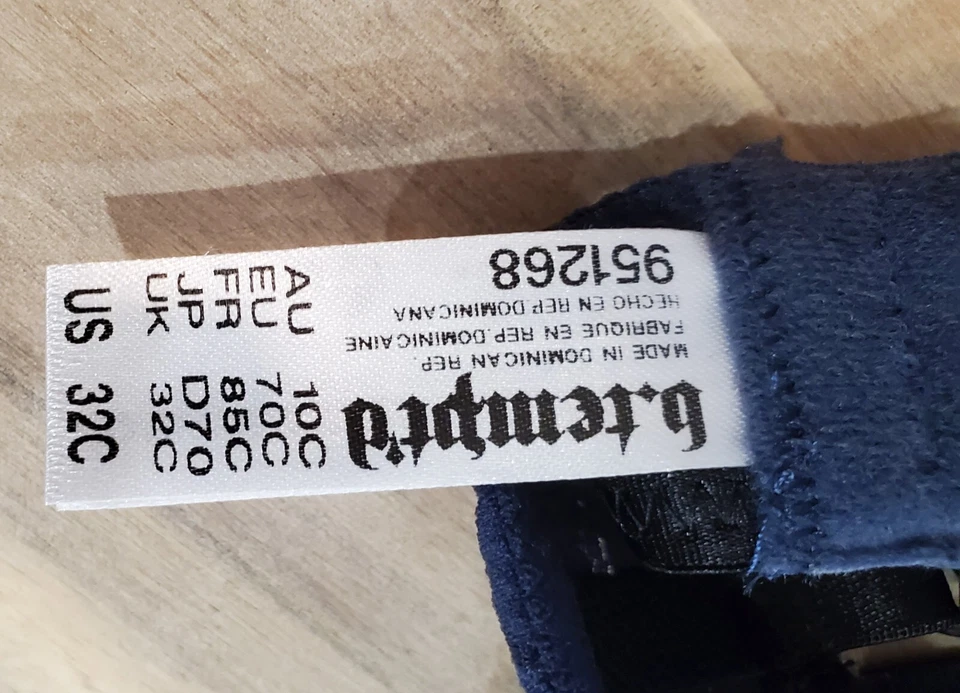 b.tempt'd
MADE IN DOMINICAN REP.
FABRIQUE EN REP. DOMINICAINE
HECHO EN REP. DOMINICANA
951268
AU 10C
EU 70C
FR 85C
JP D70
UK 32C
US 32C